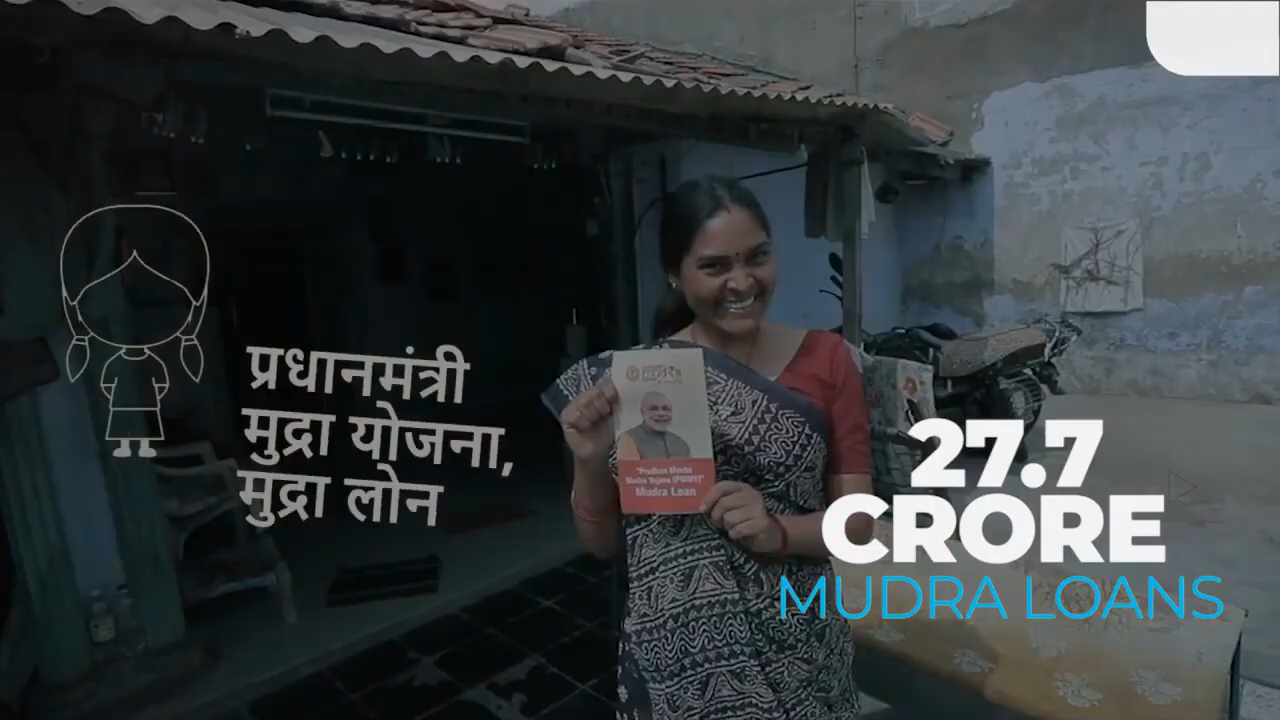 प्रधानमंत्री
मुद्रा योजना,
मुद्रा लोन
"Pradhan Mantri
Mudra Yojana (PMMY)"
Mudra Loan
27.7
CRORE
MUDRA LOANS